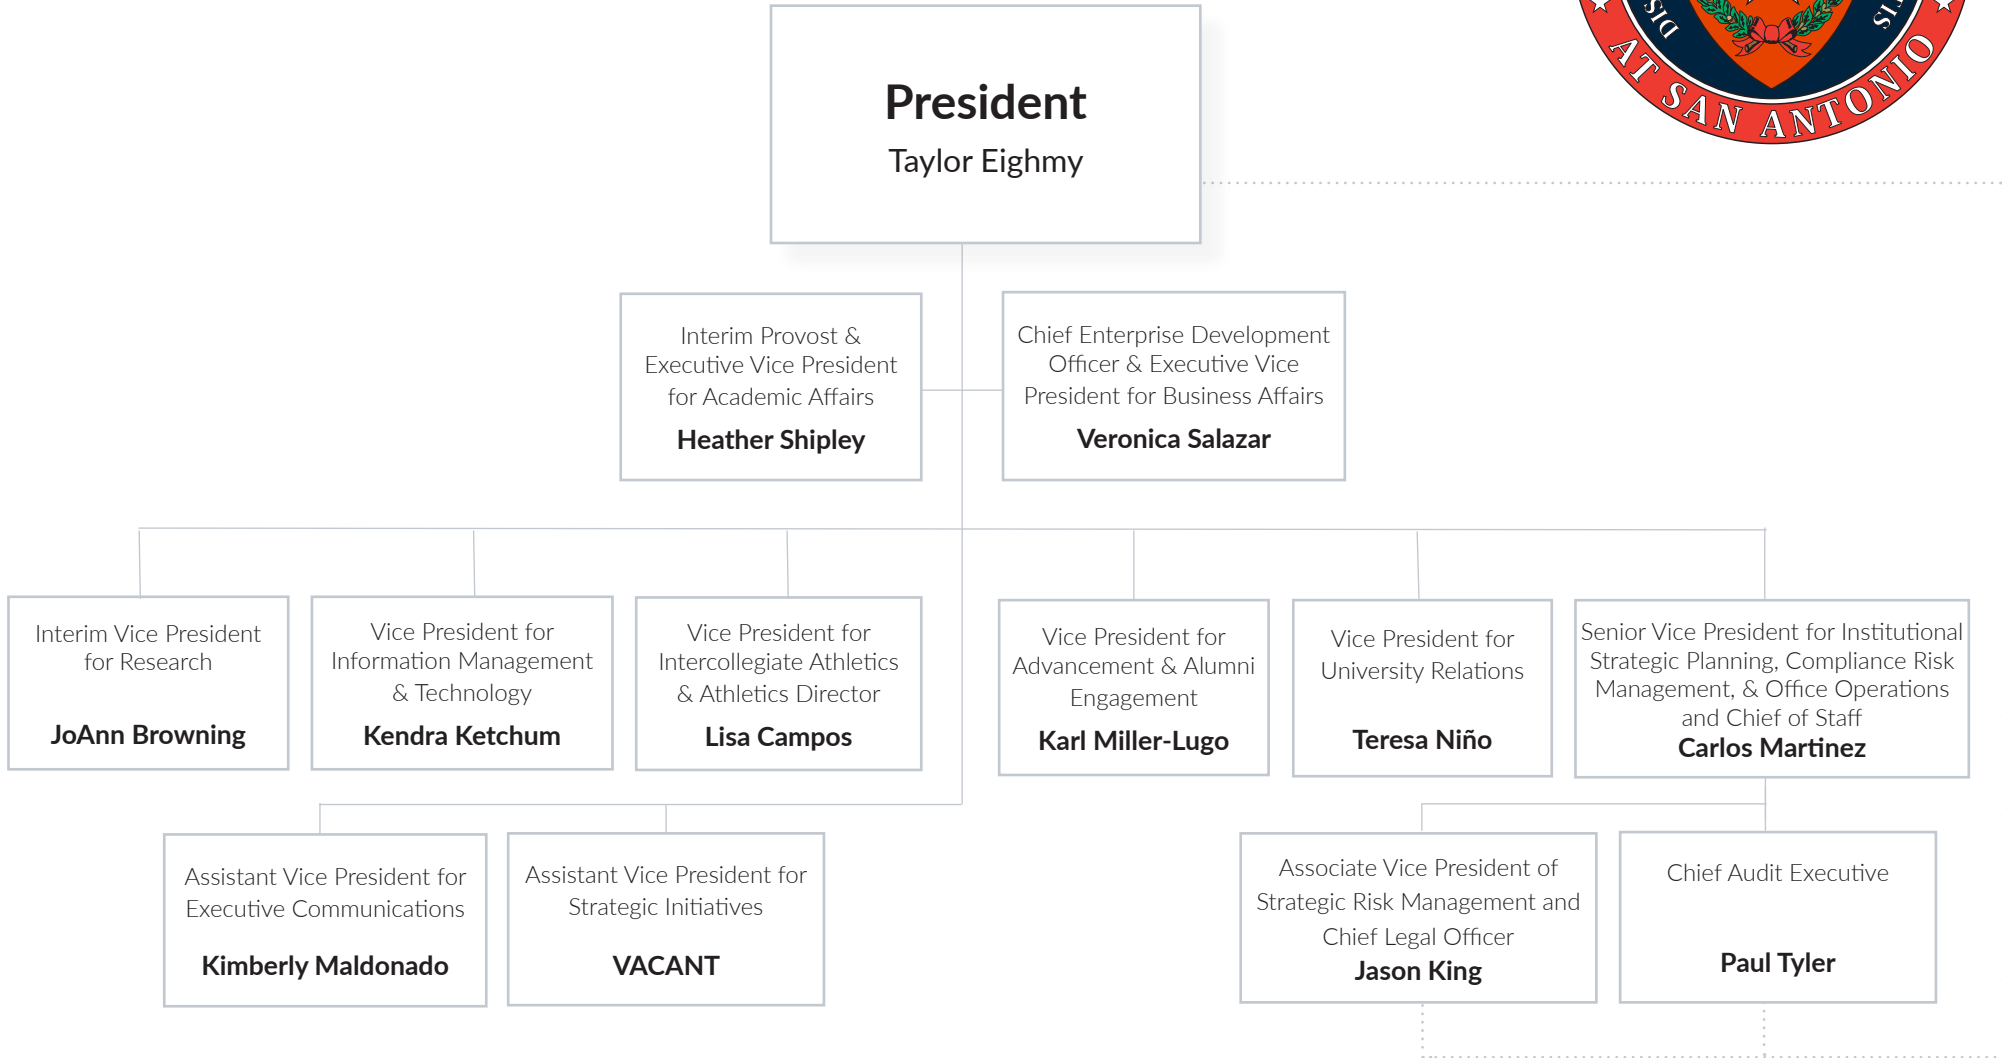 President
Taylor Eighmy
DIS
TIS
AT SAN ANTONIO
Interim Provost &
Executive Vice President
for Academic Affairs
Heather Shipley
Chief Enterprise Development
Officer & Executive Vice
President for Business Affairs
Veronica Salazar
Interim Vice President
for Research
JoAnn Browning
Vice President for
Information Management
& Technology
Kendra Ketchum
Vice President for
Intercollegiate Athletics
& Athletics Director
Lisa Campos
Vice President for
Advancement & Alumni
Engagement
Karl Miller-Lugo
Vice President for
University Relations
Teresa Niño
Senior Vice President for Institutional
Strategic Planning, Compliance Risk
Management, & Office Operations
and Chief of Staff
Carlos Martinez
Assistant Vice President for
Executive Communications
Kimberly Maldonado
Assistant Vice President for
Strategic Initiatives
VACANT
Associate Vice President of
Strategic Risk Management and
Chief Legal Officer
Jason King
Chief Audit Executive
Paul Tyler